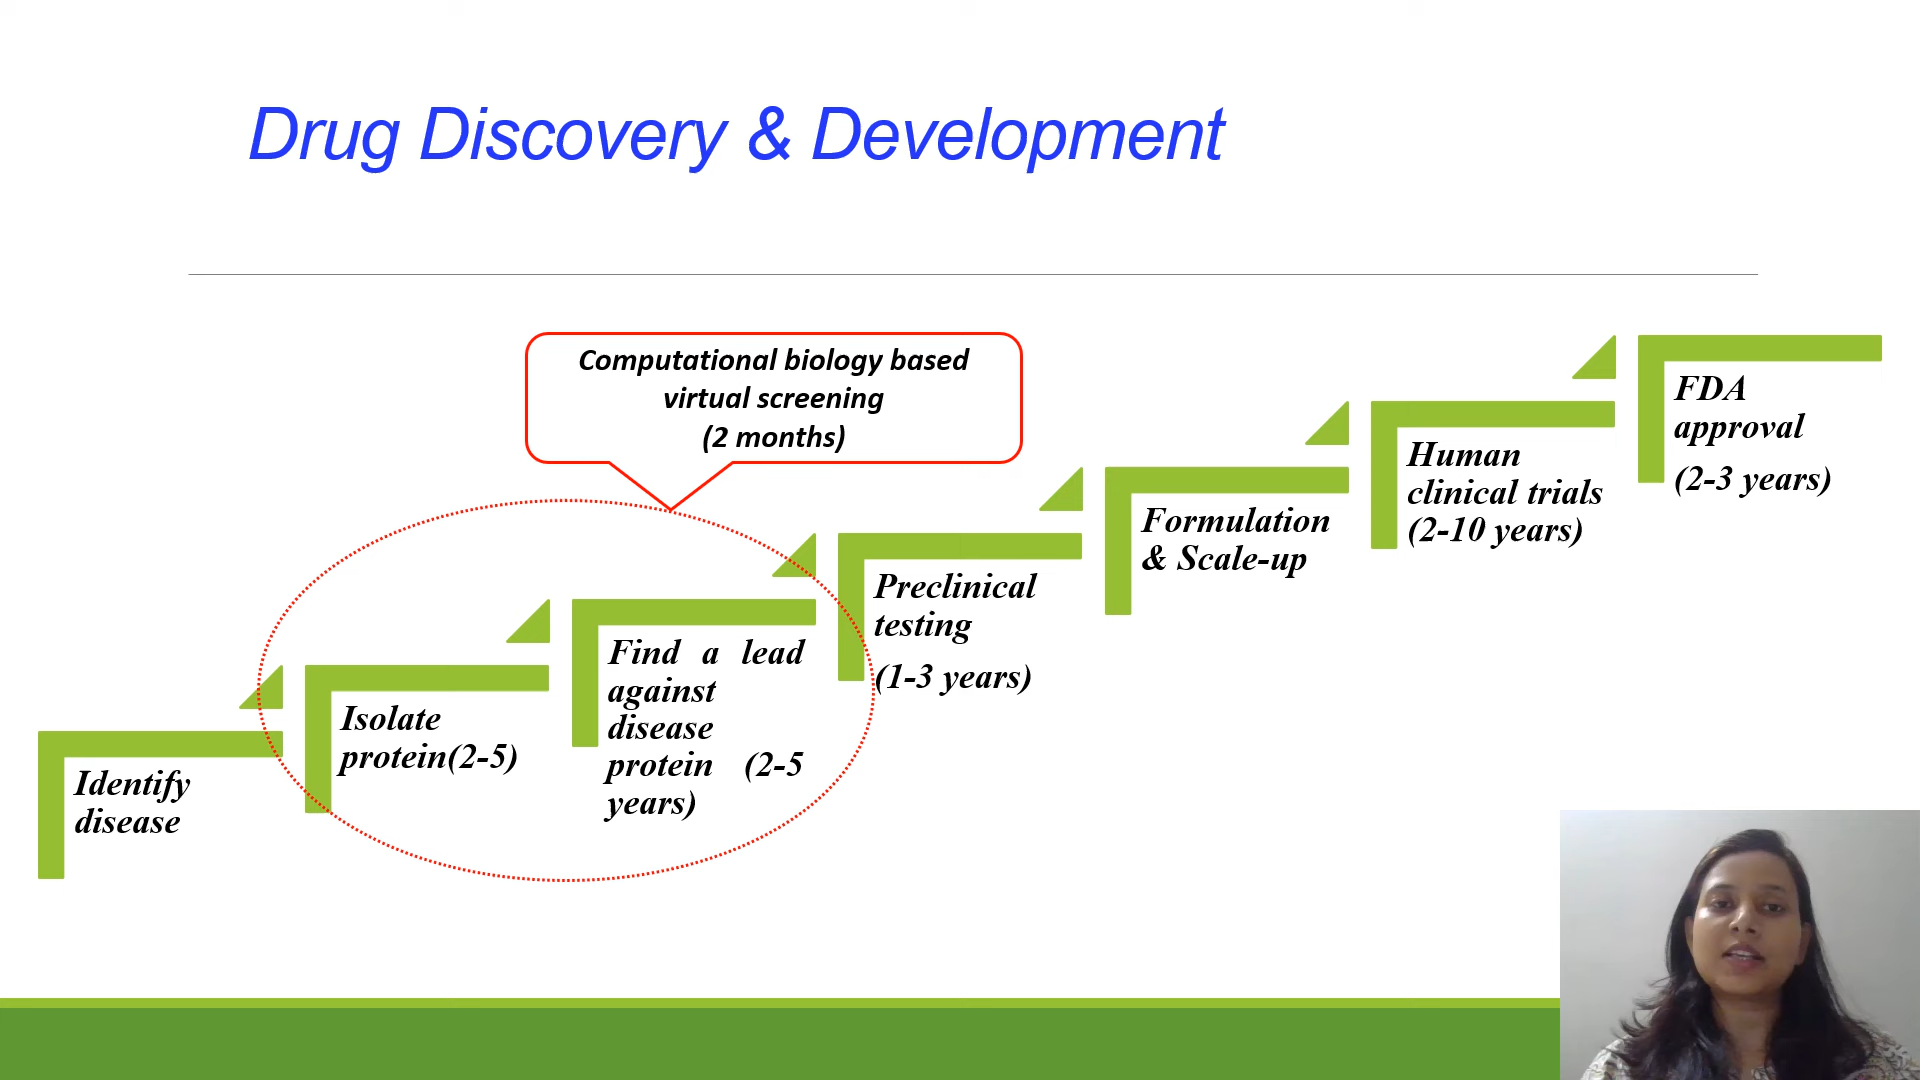 Drug Discovery & Development
Computational biology based
virtual screening
(2 months)
Identify
disease
Isolate
protein(2-5)
Find a lead
against
disease
protein (2-5
years)
Preclinical
testing
(1-3 years)
Formulation
& Scale-up
Human
clinical trials
(2-10 years)
FDA
approval
(2-3 years)